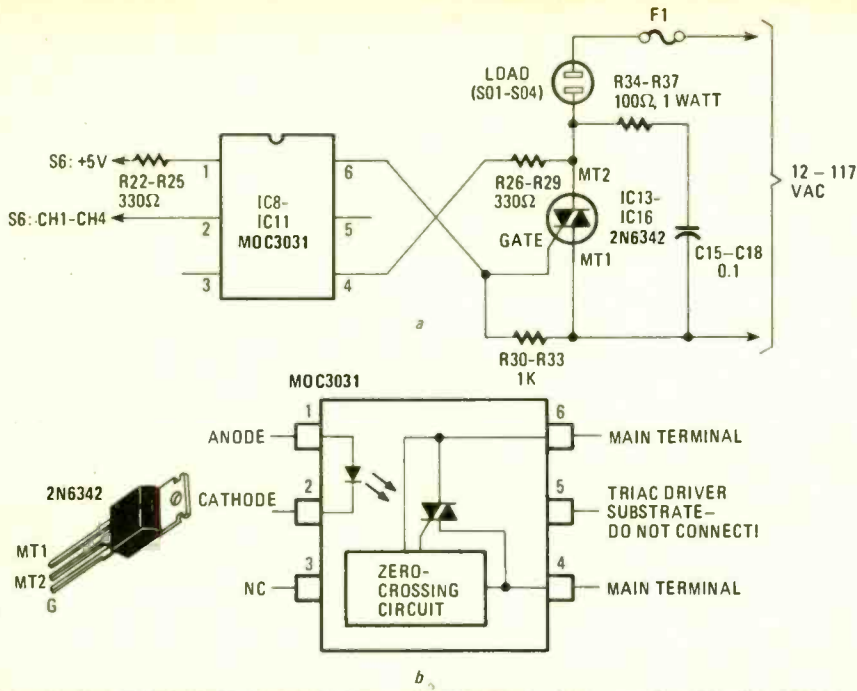 F1
LOAD
(S01-S04)
R34-R37
100Ω, 1 WATT
S6: +5V
1
6
R22-R25
330Ω
IC8-
IC11
MOC3031
R26-R29
330Ω
MT2
IC13-
IC16
2N6342
12 – 117
VAC
S6: CH1-CH4
2
5
GATE
MT1
C15-C18
0.1
3
4
a
R30-R33
1K
MOC3031
1
6
ANODE
MAIN TERMINAL
2N6342
CATHODE
2
5
TRIAC DRIVER
SUBSTRATE–
DO NOT CONNECT!
MT1
MT2
G
NC
3
ZERO-
CROSSING
CIRCUIT
4
MAIN TERMINAL
b